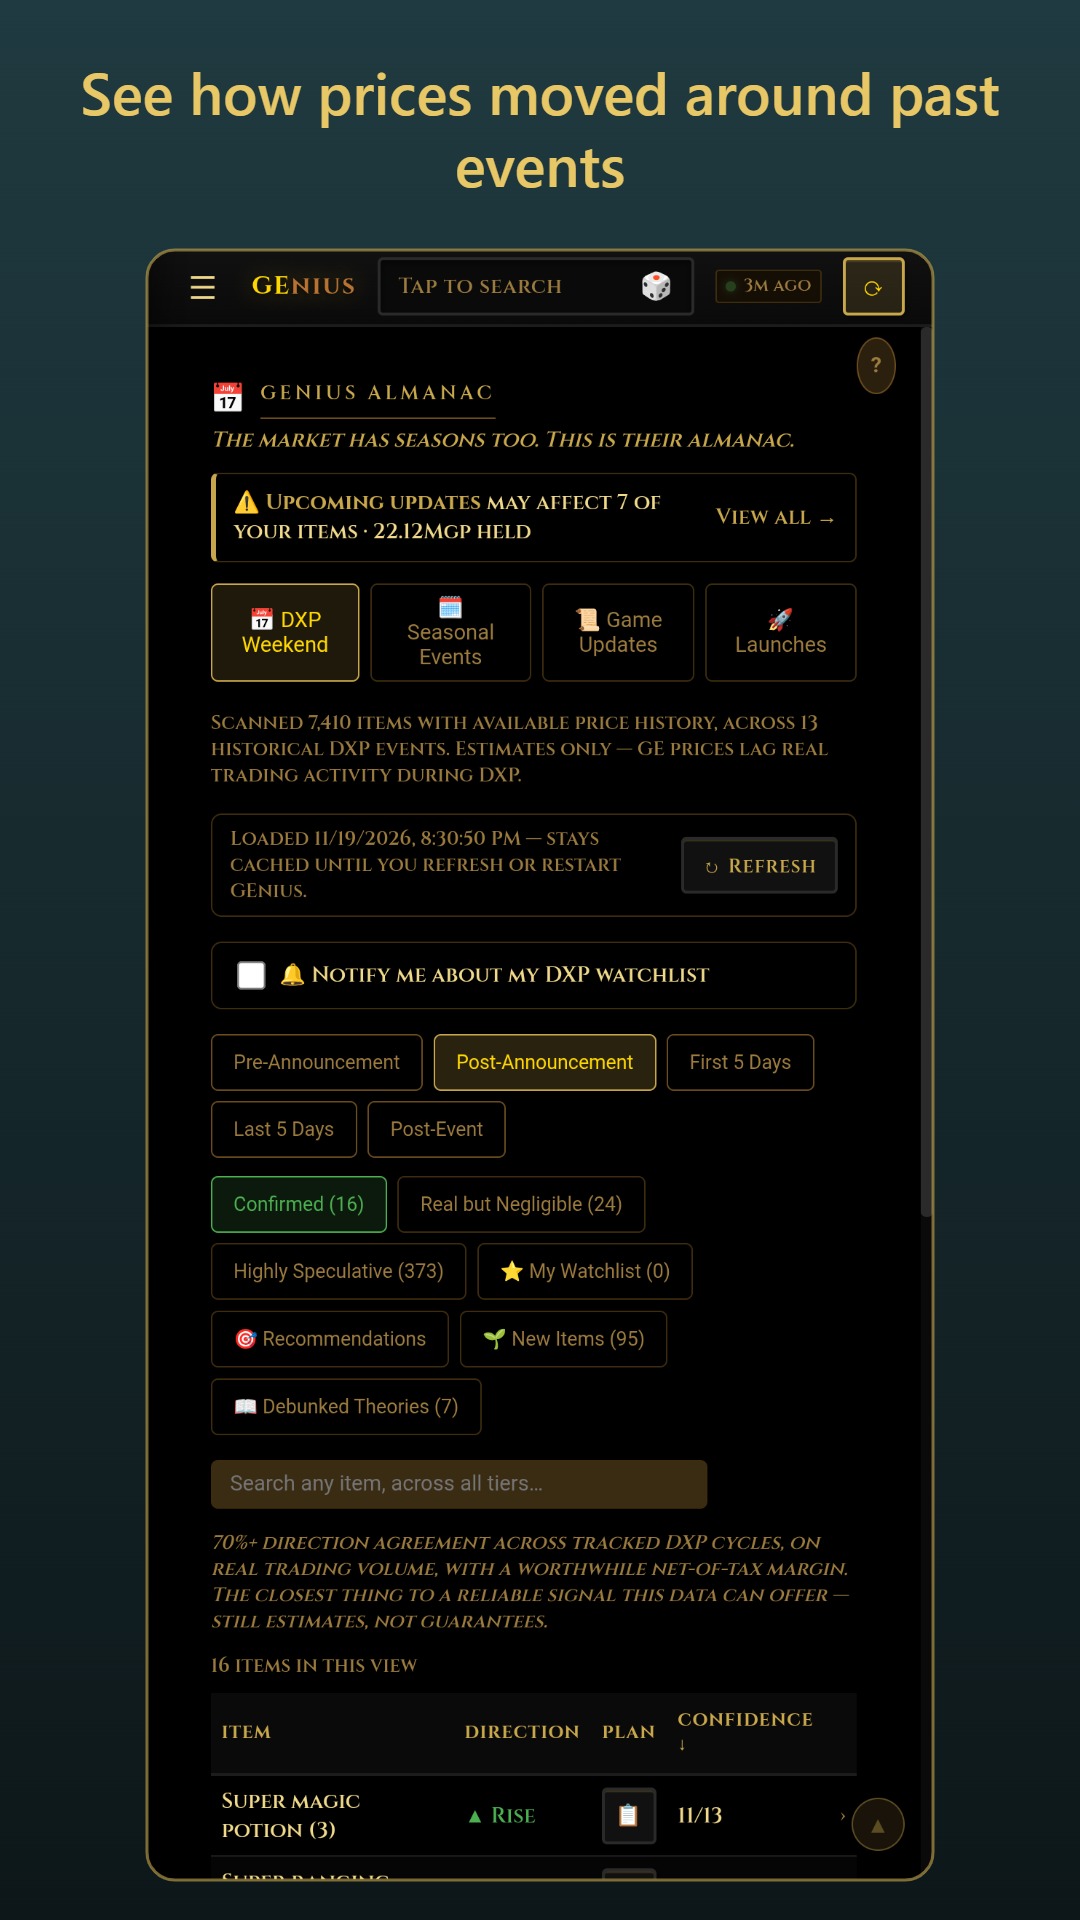 See how prices moved around past
events
GENIUS
Tap to search
3m ago
?
July
17
GENIUS ALMANAC
The market has seasons too. This is their almanac.
⚠️ Upcoming updates may affect 7 of
your items · 22.12Mgp held
View all →
📅 DXP
Weekend
🗓️
Seasonal
Events
📜 Game
Updates
🚀
Launches
Scanned 7,410 items with available price history, across 13
historical DXP events. Estimates only — GE prices lag real
trading activity during DXP.
Loaded 11/19/2026, 8:30:50 PM — stays
cached until you refresh or restart
GEnius.
↻ Refresh
🔔 Notify me about my DXP watchlist
Pre-Announcement
Post-Announcement
First 5 Days
Last 5 Days
Post-Event
Confirmed (16)
Real but Negligible (24)
Highly Speculative (373)
⭐ My Watchlist (0)
🎯 Recommendations
🌱 New Items (95)
📖 Debunked Theories (7)
Search any item, across all tiers…
70%+ direction agreement across tracked DXP cycles, on
real trading volume, with a worthwhile net-of-tax margin.
The closest thing to a reliable signal this data can offer —
still estimates, not guarantees.
16 items in this view
Item
Direction
Plan
Confidence
↓
Super magic
potion (3)
▲ Rise
11/13
›
▲
Super ranging